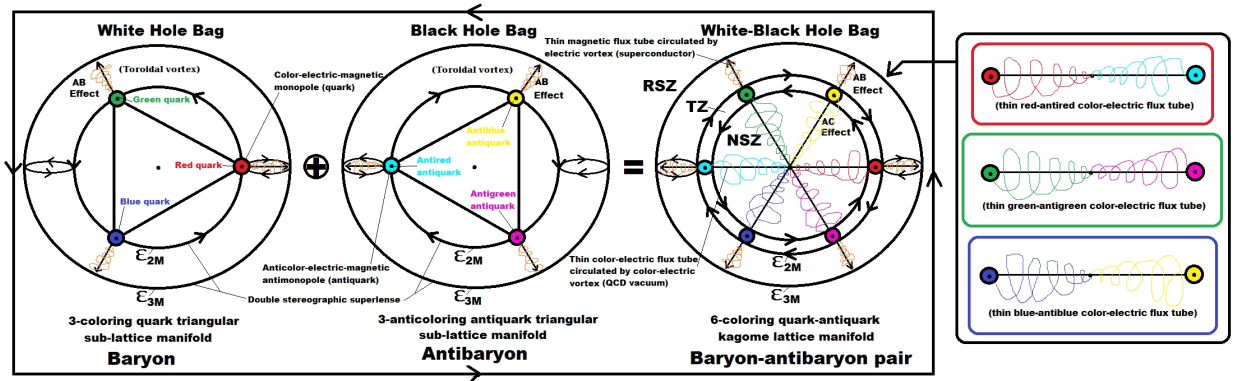 White Hole Bag
(Toroidal vortex)
AB
Effect
Green quark
Red quark
Blue quark
Color-electric-magnetic
monopole (quark)
ε2M
ε3M
Anticolor-electric-magnetic
antimonopole (antiquark)
Double stereographic superlense
3-coloring quark triangular
sub-lattice manifold
Baryon
Black Hole Bag
(Toroidal vortex)
AB
Effect
Antiblue
antiquark
Antired
antiquark
Antigreen
antiquark
ε2M
ε3M
3-anticoloring antiquark triangular
sub-lattice manifold
Antibaryon
White-Black Hole Bag
Thin magnetic flux tube circulated by
electric vortex (superconductor)
RSZ
TZ
NSZ
AB
Effect
AC
Effect
Thin color-electric flux tube
circulated by color-electric
vortex (QCD vacuum)
ε2M
ε3M
6-coloring quark-antiquark
kagome lattice manifold
Baryon-antibaryon pair
(thin red-antired color-electric flux tube)
(thin green-antigreen color-electric flux tube)
(thin blue-antiblue color-electric flux tube)